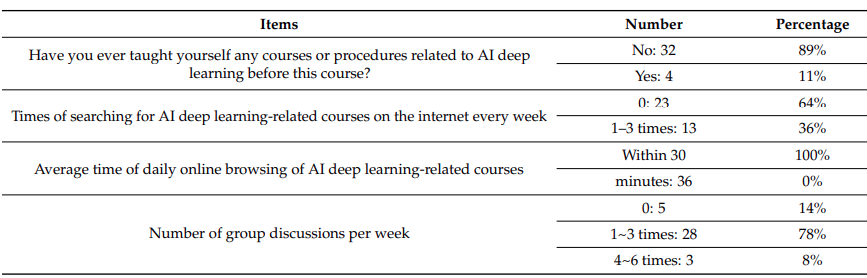 Items Number Percentage
Have you ever taught yourself any courses or procedures related to AI deep learning before this course? No: 32 89%
Yes: 4 11%
Times of searching for AI deep learning-related courses on the internet every week 0: 23 64%
1–3 times: 13 36%
Average time of daily online browsing of AI deep learning-related courses Within 30 100%
minutes: 36 0%
Number of group discussions per week 0: 5 14%
1~3 times: 28 78%
4~6 times: 3 8%